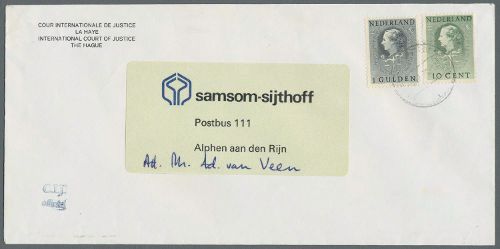 COUR INTERNATIONALE DE JUSTICE
LA HAYE
INTERNATIONAL COURT OF JUSTICE
THE HAGUE
NEDERLAND
1 GULDEN
NEDERLAND
10 CENT
samsom-sijthoff
Postbus 111
Alphen aan den Rijn
Ad. Mr. Ad. van Veen
C.I.J.
official